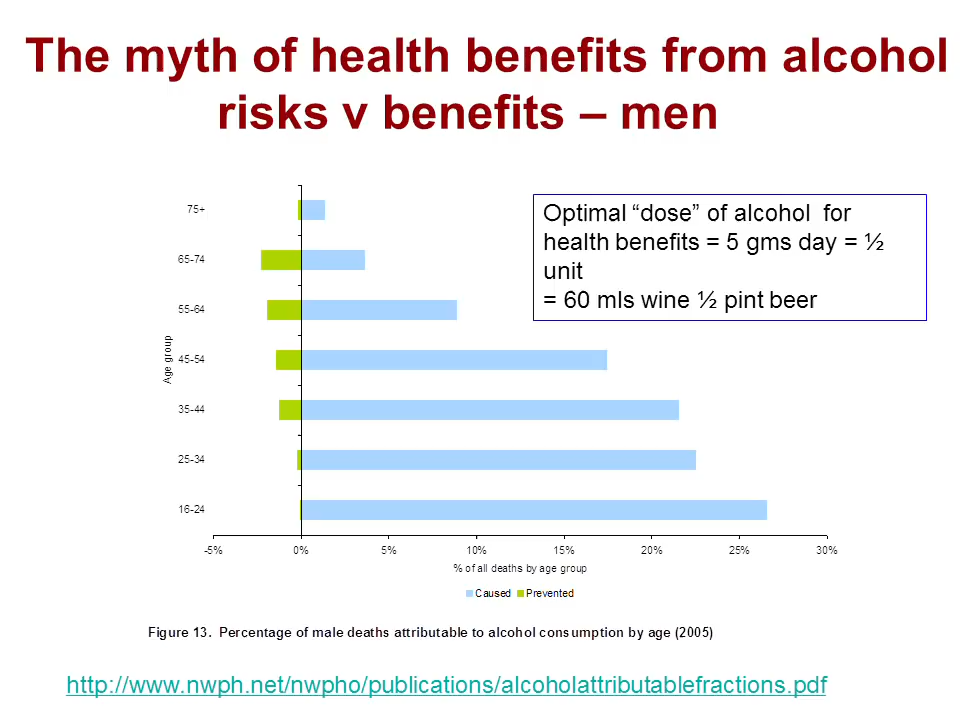 The myth of health benefits from alcohol
risks v benefits – men
Optimal “dose” of alcohol for
health benefits = 5 gms day = ½
unit
= 60 mls wine ½ pint beer
75+
65-74
55-64
45-54
35-44
25-34
16-24
Age group
-5% 0% 5% 10% 15% 20% 25% 30%
% of all deaths by age group
Caused Prevented
Figure 13. Percentage of male deaths attributable to alcohol consumption by age (2005)
http://www.nwph.net/nwpho/publications/alcoholattributablefractions.pdf